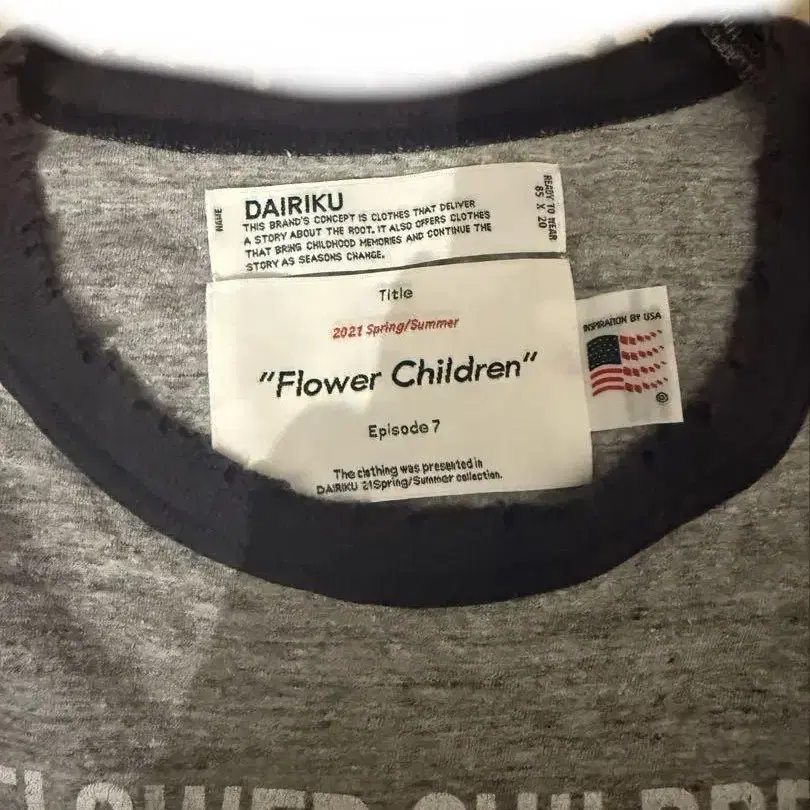 NAME
DAIRIKU
THIS BRAND'S CONCEPT IS CLOTHES THAT DELIVER
A STORY ABOUT THE ROOT. IT ALSO OFFERS CLOTHES
THAT BRING CHILDHOOD MEMORIES AND CONTINUE THE
STORY AS SEASONS CHANGE.
READY TO WEAR
85 X 20
Title
2021 Spring/Summer
"Flower Children"
Episode 7
The clothing was presented in
DAIRIKU 21Spring/Summer collection.
INSPIRATION BY USA
FLOWER CHILDRE